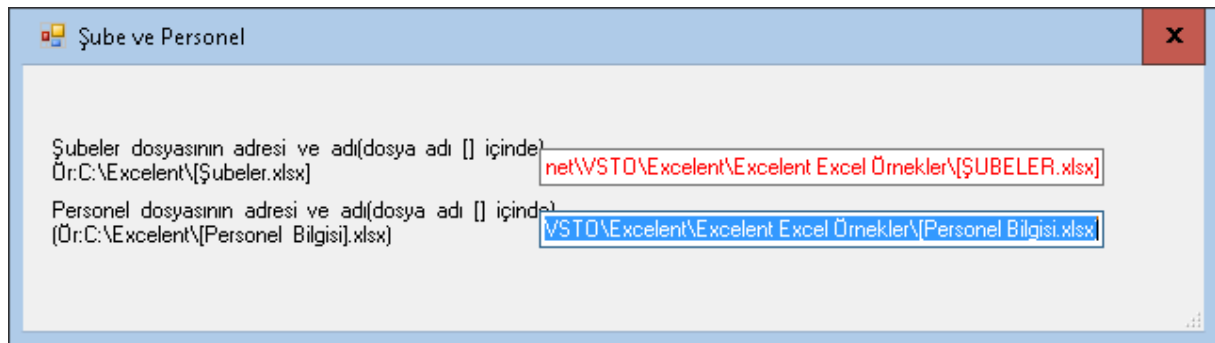 Şube ve Personel
x
Şubeler dosyasının adresi ve adı(dosya adı [] içinde)
Ör:C:\Excelent\[Şubeler.xlsx]
net\VSTO\Excelent\Excelent Excel Örnekler\[ŞUBELER.xlsx]
Personel dosyasının adresi ve adı(dosya adı [] içinde)
(Ör:C:\Excelent\[Personel Bilgisi].xlsx)
VSTO\Excelent\Excelent Excel Örnekler\[Personel Bilgisi.xlsx]